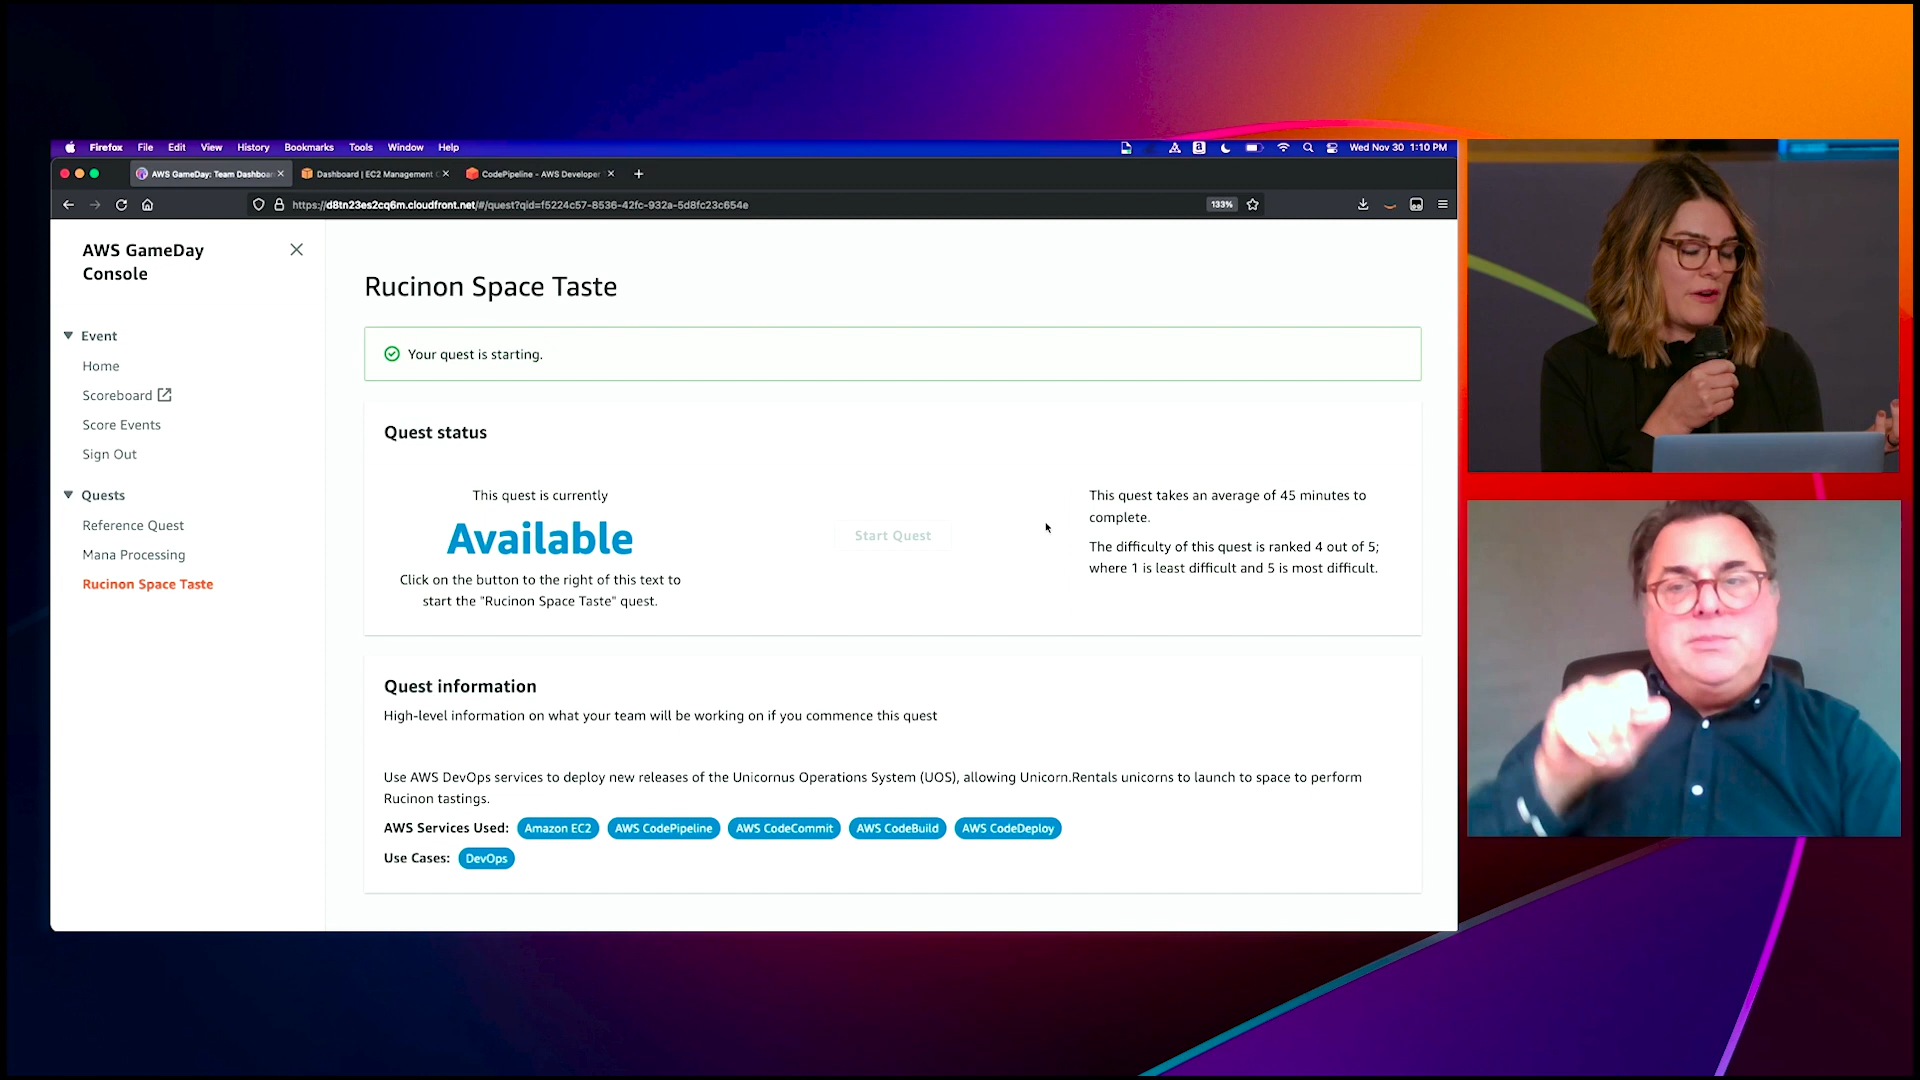 Firefox File Edit View History Bookmarks Tools Window Help
Wed Nov 30 1:10 PM
AWS GameDay: Team Dashboar
Dashboard | EC2 Management C
CodePipeline - AWS Developer
https://d8tn23es2cq6m.cloudfront.net/#/quest?qid=f5224c57-8536-42fc-932a-5d8fc23c654e
133%
AWS GameDay
Console
Event
Home
Scoreboard
Score Events
Sign Out
Quests
Reference Quest
Mana Processing
Rucinon Space Taste
Rucinon Space Taste
Your quest is starting.
Quest status
This quest is currently
Available
Click on the button to the right of this text to
start the "Rucinon Space Taste" quest.
Start Quest
This quest takes an average of 45 minutes to
complete.
The difficulty of this quest is ranked 4 out of 5;
where 1 is least difficult and 5 is most difficult.
Quest information
High-level information on what your team will be working on if you commence this quest
Use AWS DevOps services to deploy new releases of the Unicornus Operations System (UOS), allowing Unicorn.Rentals unicorns to launch to space to perform
Rucinon tastings.
AWS Services Used: Amazon EC2 AWS CodePipeline AWS CodeCommit AWS CodeBuild AWS CodeDeploy
Use Cases: DevOps